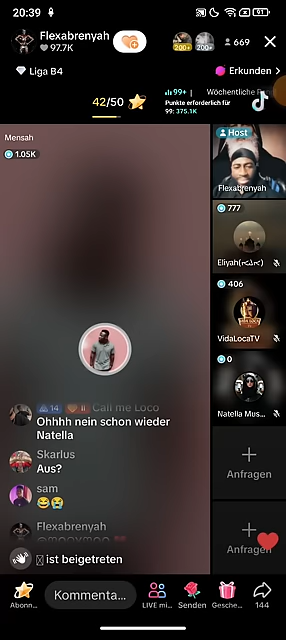 20:39
91
Flexabrenyah
97.7K
200+
200+
669
Liga B4
Erkunden
42/50
99+
Wöchentliche
Punkte erforderlich für
99: 375.1K
Mensah
1.05K
Host
Flexabrenyah
777
Eliyah
406
VidaLocaTV
0
Natella Mus...
Anfragen
Anfragen
14
II
Call me Loco
Ohhhh nein schon wieder
Natella
Skarlus
Aus?
sam
😂😭
Flexabrenyah
ist beigetreten
Abonn...
Kommenta...
LIVE mi...
Senden
Gesche...
144